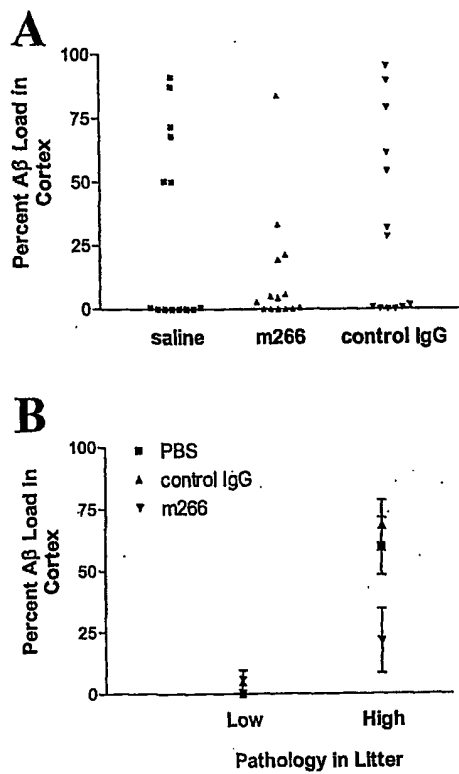 A
Percent Aβ Load in
Cortex
100
75
50
25
0
saline m266 control IgG
B
Percent Aβ Load in
Cortex
100
75
50
25
0
PBS
control IgG
m266
Low High
Pathology in Litter